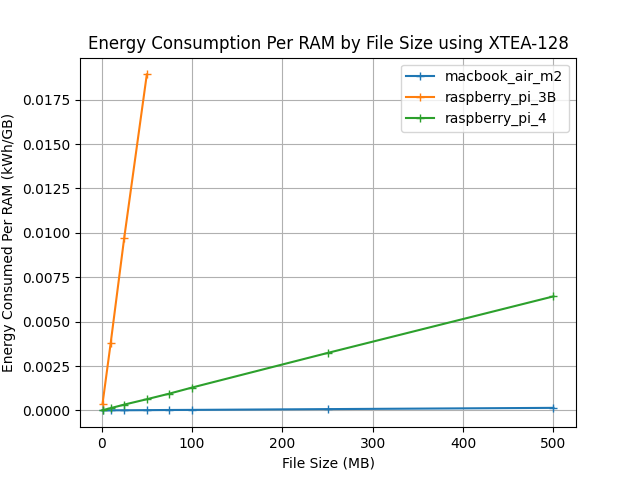 Energy Consumption Per RAM by File Size using XTEA-128
macbook_air_m2
raspberry_pi_3B
raspberry_pi_4
Energy Consumed Per RAM (kWh/GB)
0.0175
0.0150
0.0125
0.0100
0.0075
0.0050
0.0025
0.0000
0 100 200 300 400 500
File Size (MB)